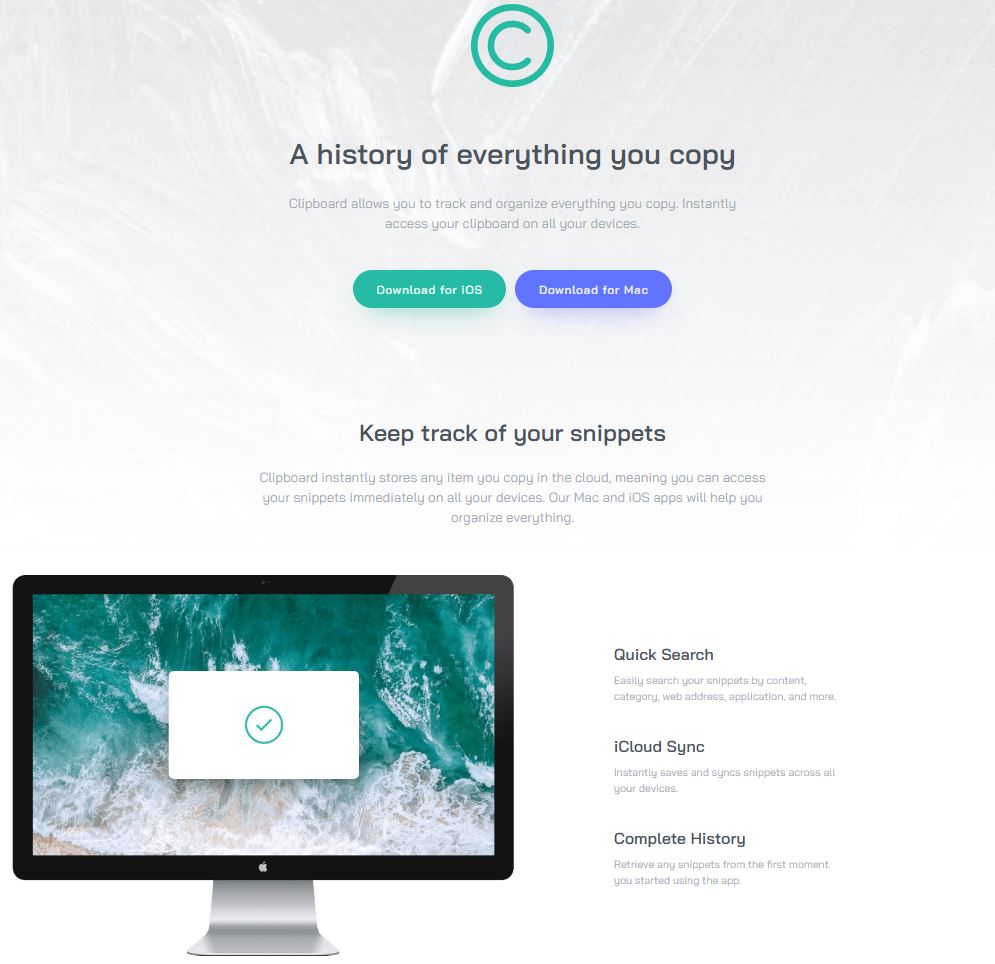 A history of everything you copy
Clipboard allows you to track and organize everything you copy. Instantly
access your clipboard on all your devices.
Download for iOS
Download for Mac
Keep track of your snippets
Clipboard instantly stores any item you copy in the cloud, meaning you can access
your snippets immediately on all your devices. Our Mac and iOS apps will help you
organize everything.
Quick Search
Easily search your snippets by content,
category, web address, application, and more.
iCloud Sync
Instantly saves and syncs snippets across all
your devices.
Complete History
Retrieve any snippets from the first moment
you started using the app.